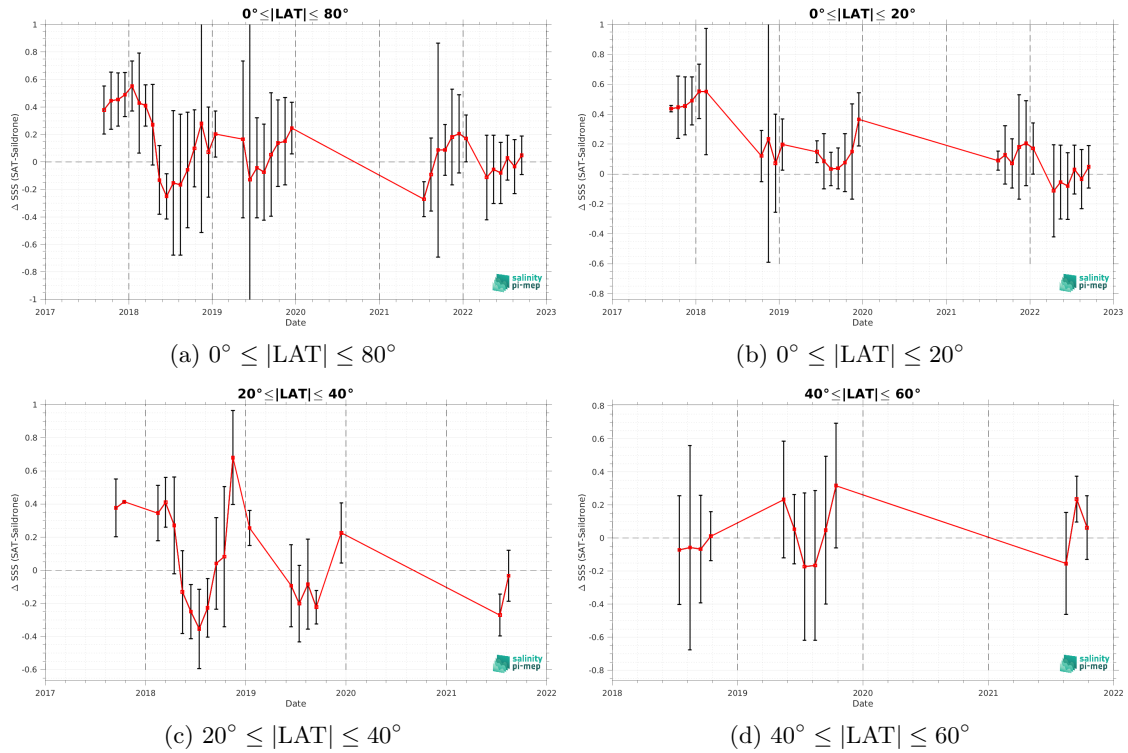 0°≤|LAT|≤ 80°
Δ SSS (SAT-Saildrone)
1
0.8
0.6
0.4
0.2
0
-0.2
-0.4
-0.6
-0.8
-1
salinity
pi-mep
2017 2018 2019 2020 2021 2022 2023
Date
(a) 0° ≤ |LAT| ≤ 80°
0°≤|LAT|≤ 20°
Δ SSS (SAT-Saildrone)
1
0.8
0.6
0.4
0.2
0
-0.2
-0.4
-0.6
-0.8
salinity
pi-mep
2017 2018 2019 2020 2021 2022 2023
Date
(b) 0° ≤ |LAT| ≤ 20°
20°≤|LAT|≤ 40°
Δ SSS (SAT-Saildrone)
1
0.8
0.6
0.4
0.2
0
-0.2
-0.4
-0.6
salinity
pi-mep
2017 2018 2019 2020 2021 2022
Date
(c) 20° ≤ |LAT| ≤ 40°
40°≤|LAT|≤ 60°
Δ SSS (SAT-Saildrone)
0.8
0.6
0.4
0.2
0
-0.2
-0.4
-0.6
-0.8
salinity
pi-mep
2018 2019 2020 2021 2022
Date
(d) 40° ≤ |LAT| ≤ 60°